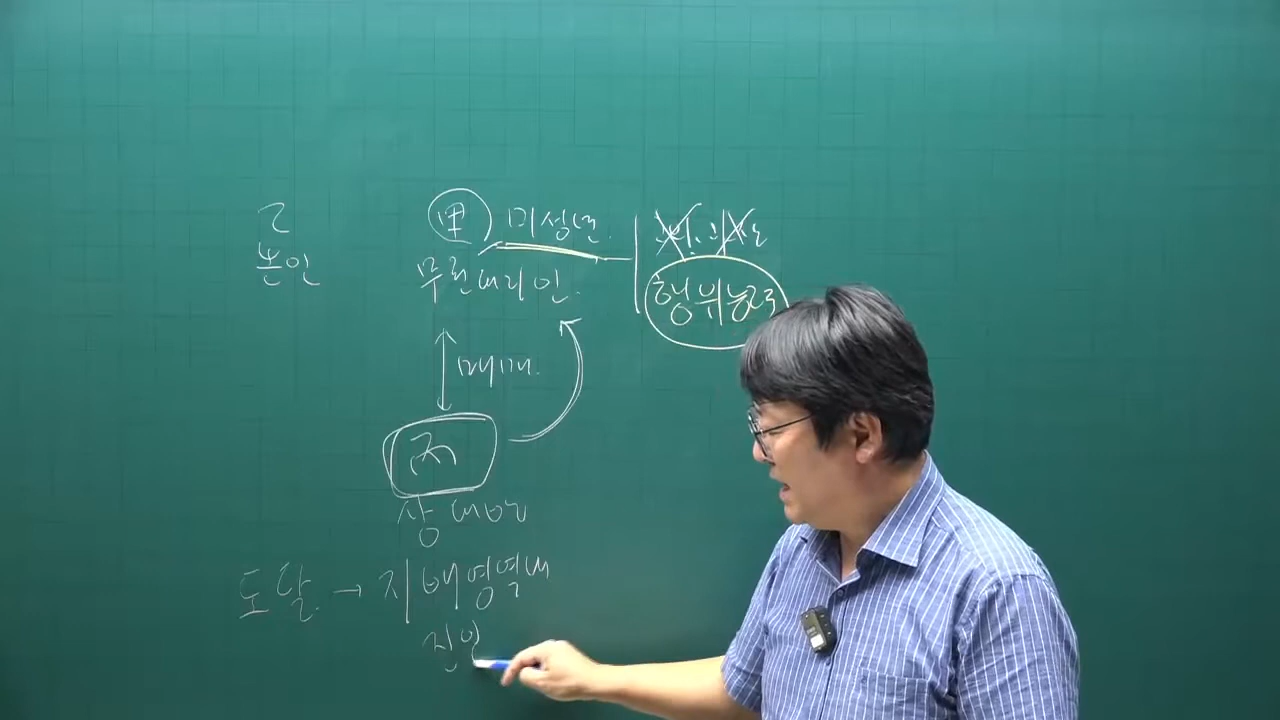 乙
본인
甲 미성년.
무권대리인.
행위능력
매매.
丙
상대방
도달. → 지배영역내
진입